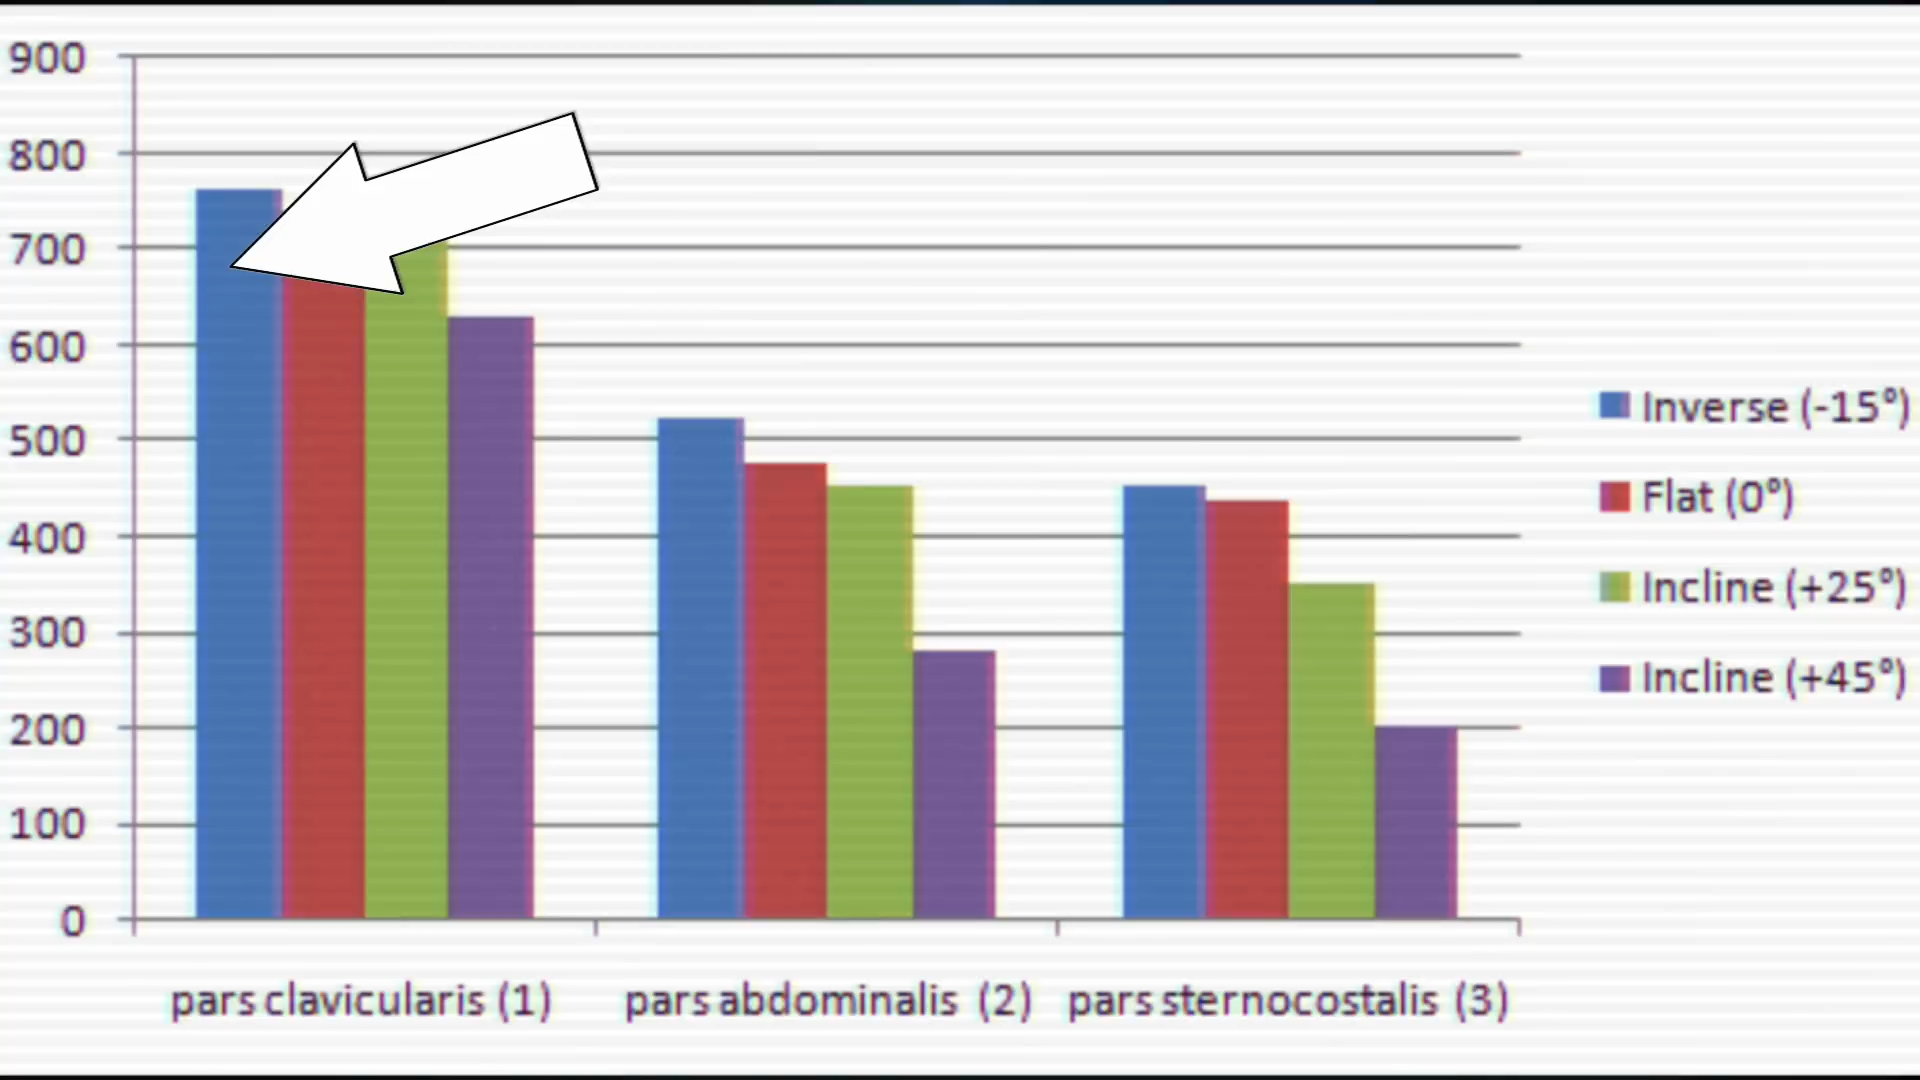 900
800
700
600
500
400
300
200
100
0
pars clavicularis (1)
pars abdominalis (2)
pars sternocostalis (3)
Inverse (-15°)
Flat (0°)
Incline (+25°)
Incline (+45°)